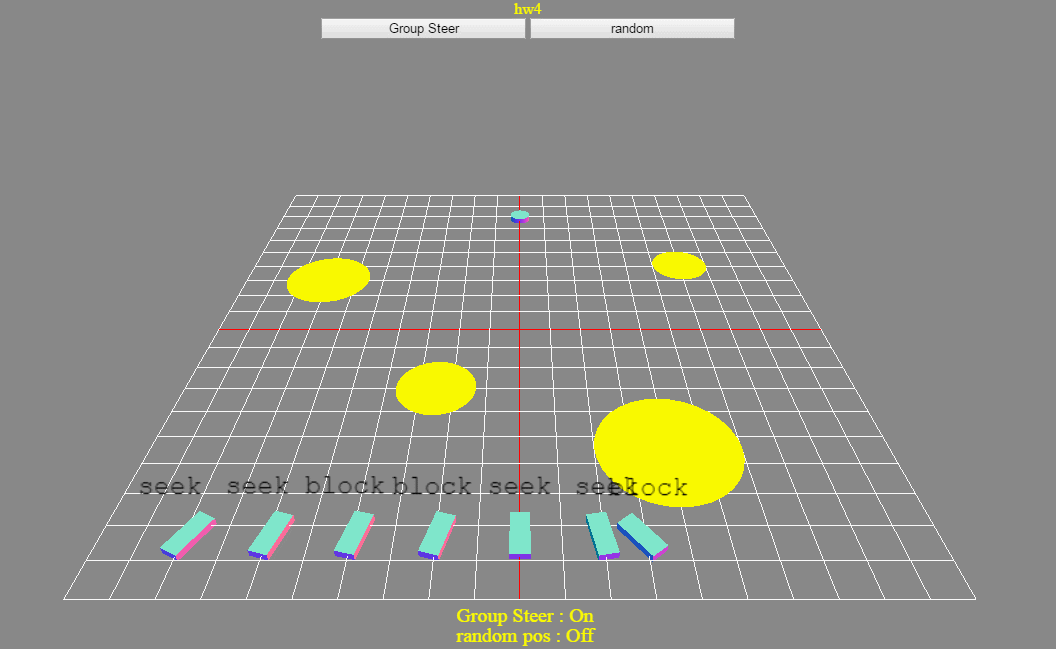 hw4
Group Steer random
seek seek block block seek seek block
Group Steer : On
random pos : Off